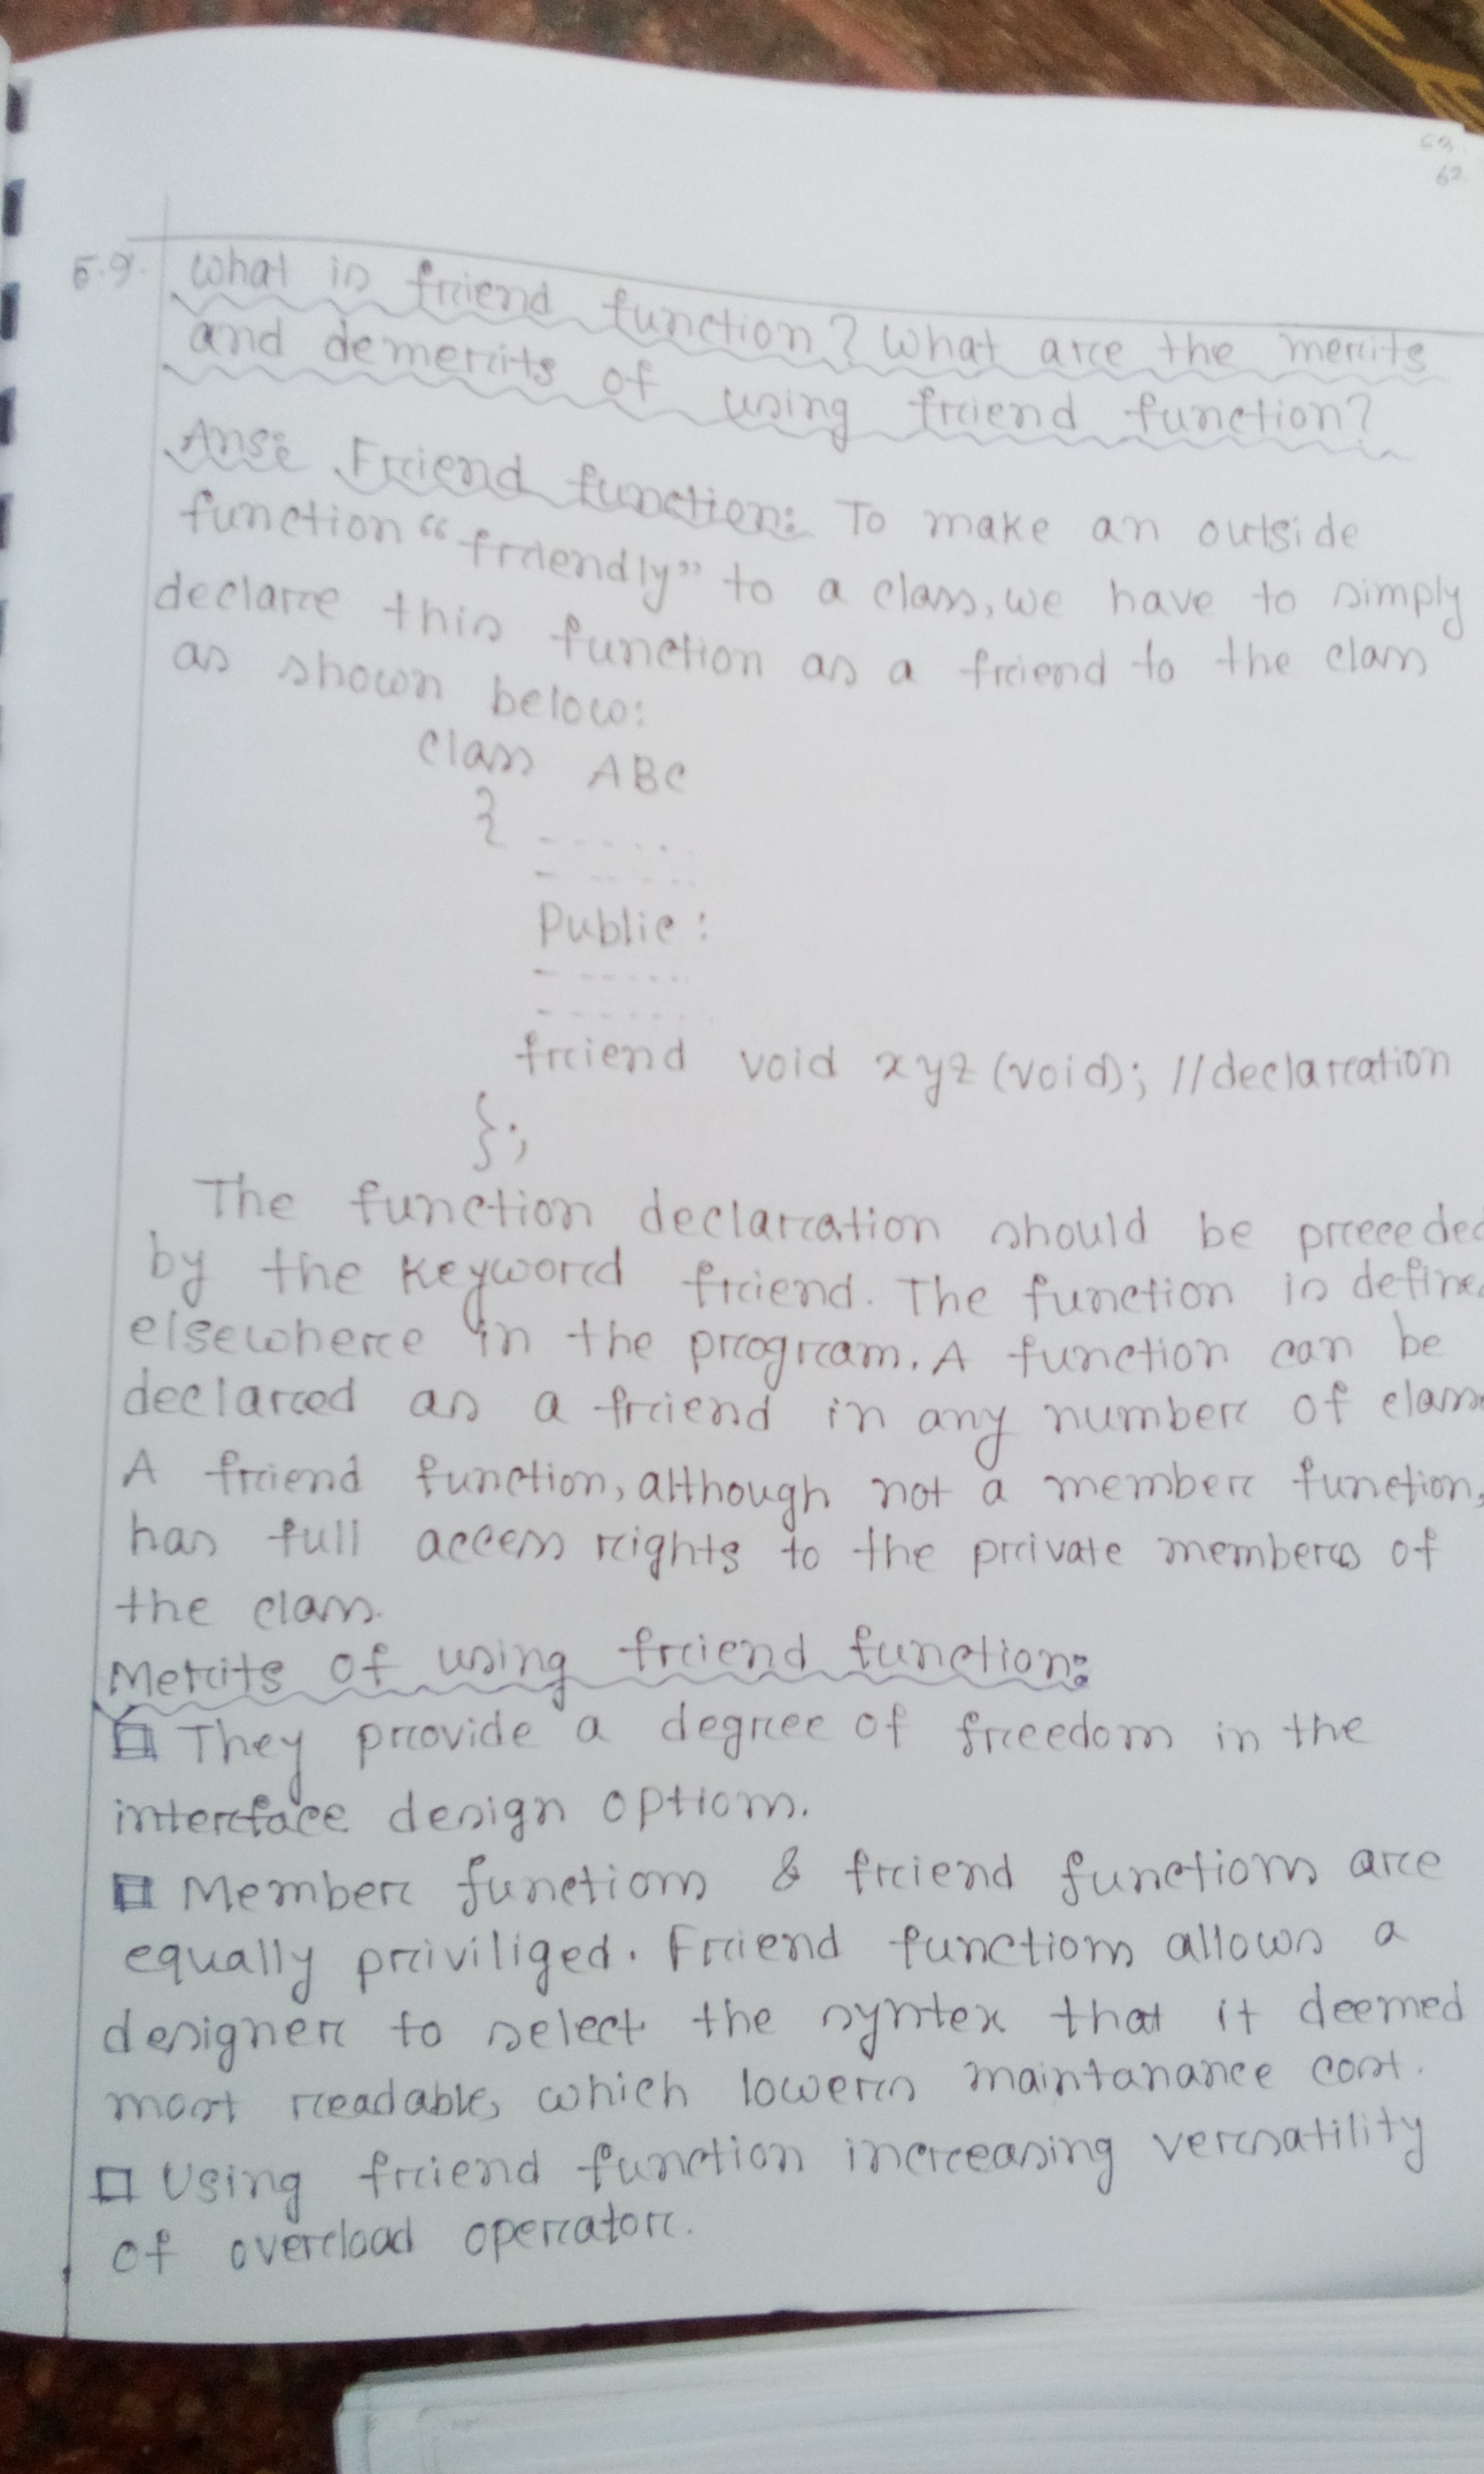 63
62
5.9. What is friend function? What are the merits
and demerits of using friend function?
Ans: Friend function: To make an outside
function "friendly" to a class, we have to simply
declare this function as a friend to the class
as shown below:
Class ABC
{ ------
------
Public:
------
------
friend void xyz (void); //declaration
};
The function declaration should be preceded
by the Keyword friend. The function is define
elsewhere in the program. A function can be
declared as a friend in any number of class
A friend function, although not a member function,
has full access rights to the private members of
the class.
Merits of using friend function:
□ They provide a degree of freedom in the
interface design options.
□ Member functions & friend functions are
equally priviliged. Friend functions allows a
designer to select the syntex that it deemed
most readable, which lowers maintanance cost.
□ Using friend function increasing versatility
of overload operator.